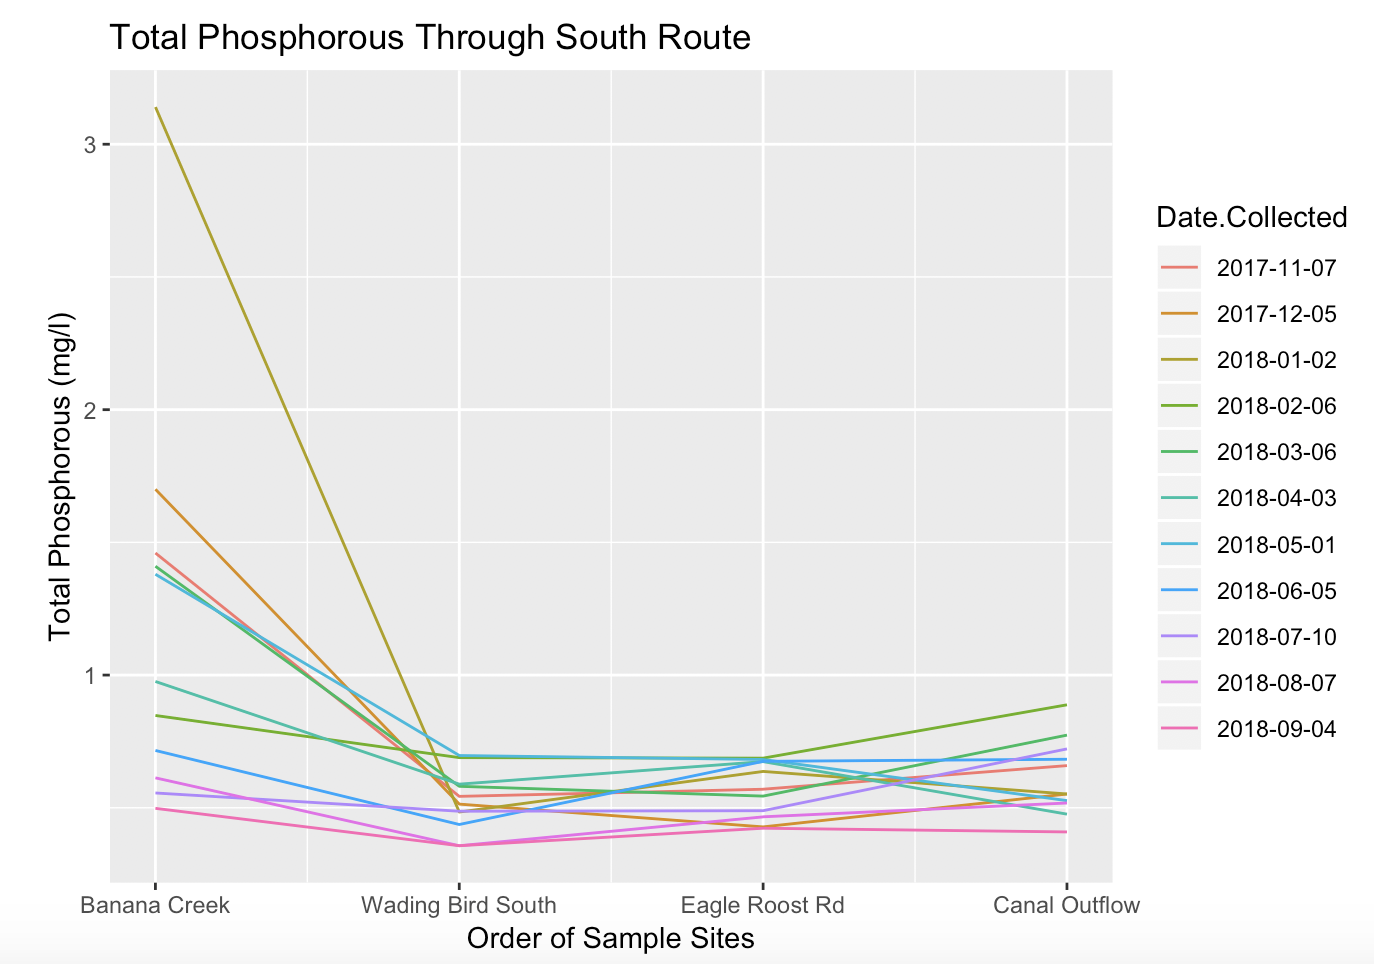 Total Phosphorous Through South Route
Total Phosphorous (mg/l)
3
2
1
Banana Creek
Wading Bird South
Eagle Roost Rd
Canal Outflow
Order of Sample Sites
Date.Collected
2017-11-07
2017-12-05
2018-01-02
2018-02-06
2018-03-06
2018-04-03
2018-05-01
2018-06-05
2018-07-10
2018-08-07
2018-09-04